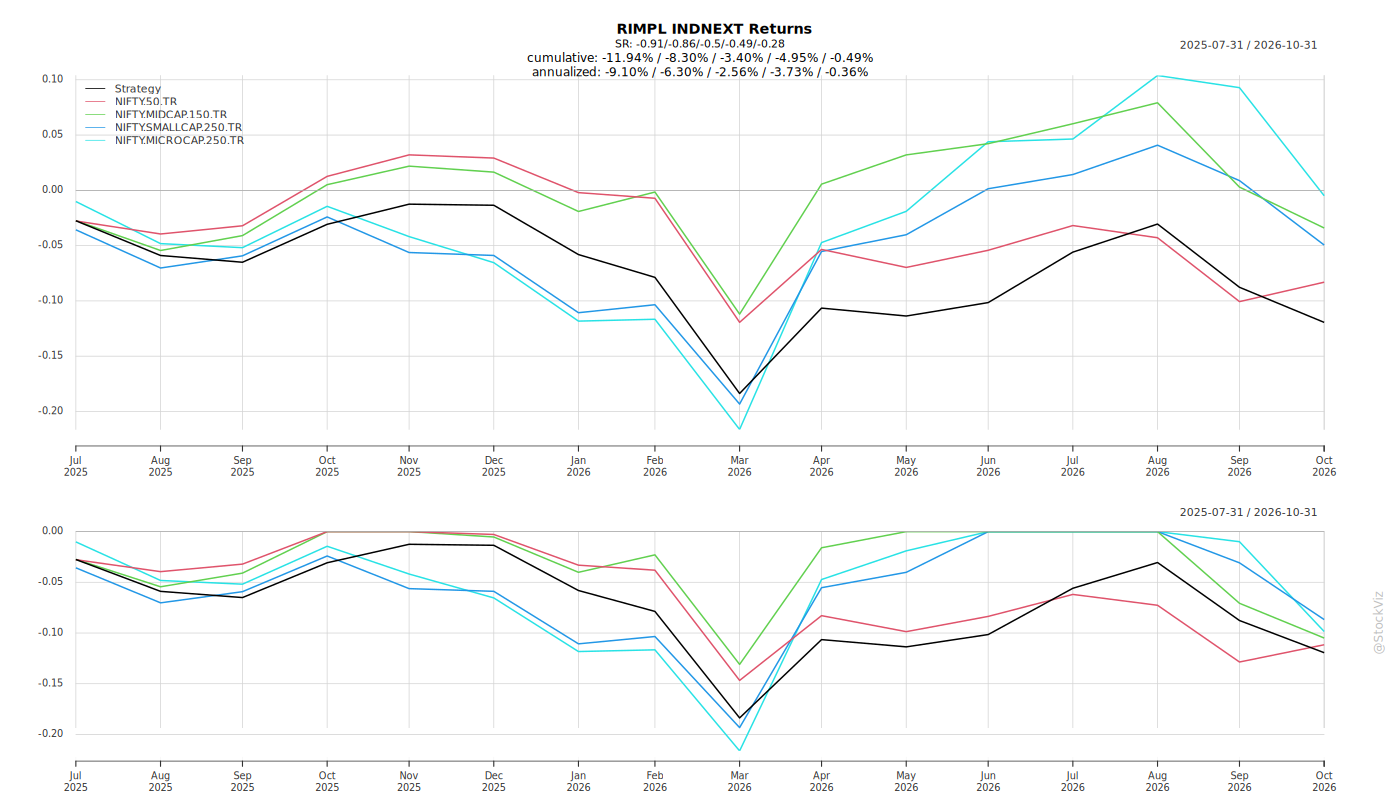 RIMPL INDNEXT Returns
SR: -0.91/-0.86/-0.5/-0.49/-0.28
cumulative: -11.94% / -8.30% / -3.40% / -4.95% / -0.49%
annualized: -9.10% / -6.30% / -2.56% / -3.73% / -0.36%
2025-07-31 / 2026-10-31
Strategy
NIFTY.50.TR
NIFTY.MIDCAP.150.TR
NIFTY.SMALLCAP.250.TR
NIFTY.MICROCAP.250.TR
0.10
0.05
0.00
-0.05
-0.10
-0.15
-0.20
Jul Aug Sep Oct Nov Dec Jan Feb Mar Apr May Jun Jul Aug Sep Oct
2025 2025 2025 2025 2025 2025 2026 2026 2026 2026 2026 2026 2026 2026 2026 2026
2025-07-31 / 2026-10-31
0.00
-0.05
-0.10
-0.15
-0.20
Jul Aug Sep Oct Nov Dec Jan Feb Mar Apr May Jun Jul Aug Sep Oct
2025 2025 2025 2025 2025 2025 2026 2026 2026 2026 2026 2026 2026 2026 2026 2026
@StockViz